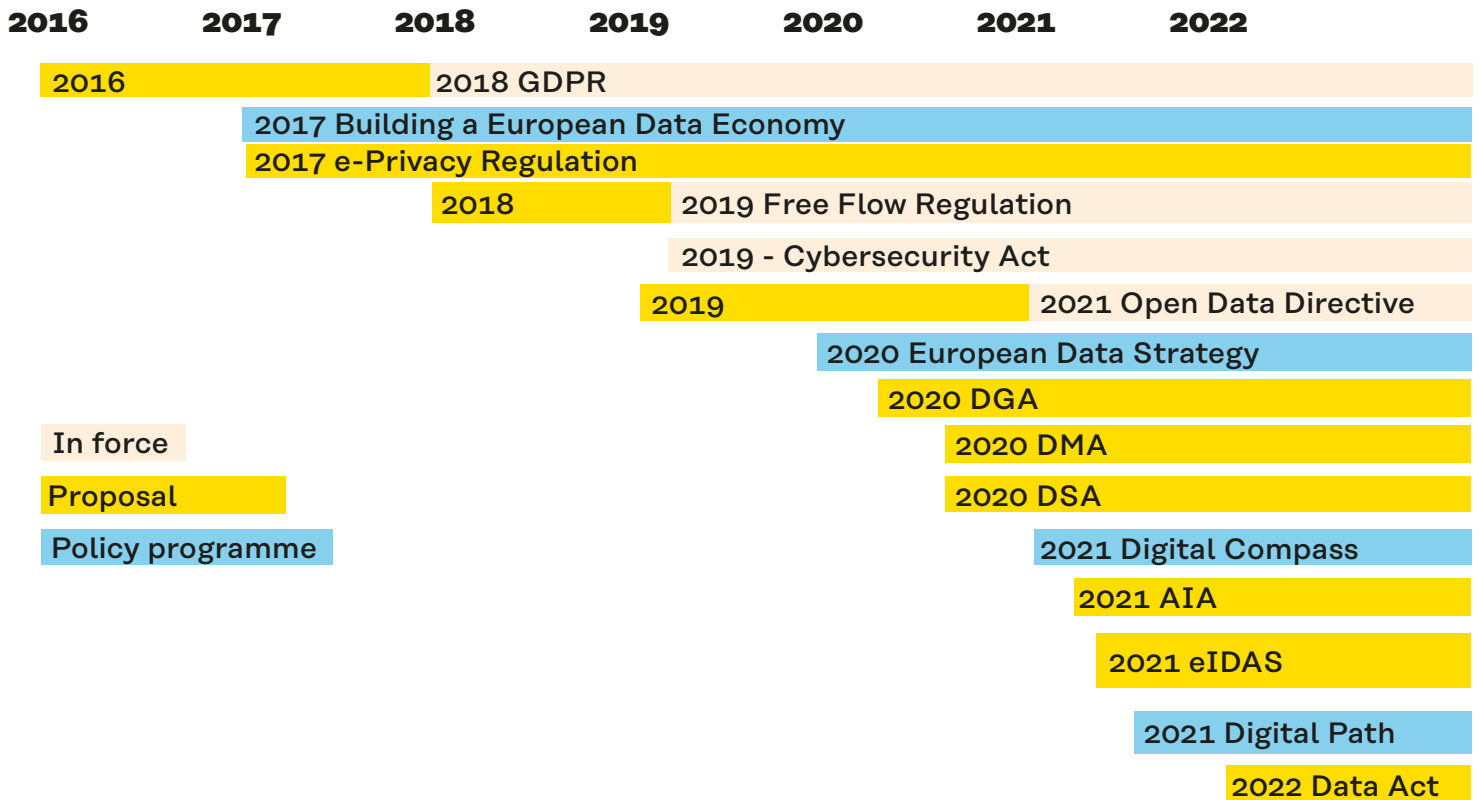 2016 2017 2018 2019 2020 2021 2022
2016 2018 GDPR
2017 Building a European Data Economy
2017 e-Privacy Regulation
2018 2019 Free Flow Regulation
2019 - Cybersecurity Act
2019 2021 Open Data Directive
2020 European Data Strategy
2020 DGA
In force 2020 DMA
Proposal 2020 DSA
Policy programme 2021 Digital Compass
2021 AIA
2021 eIDAS
2021 Digital Path
2022 Data Act